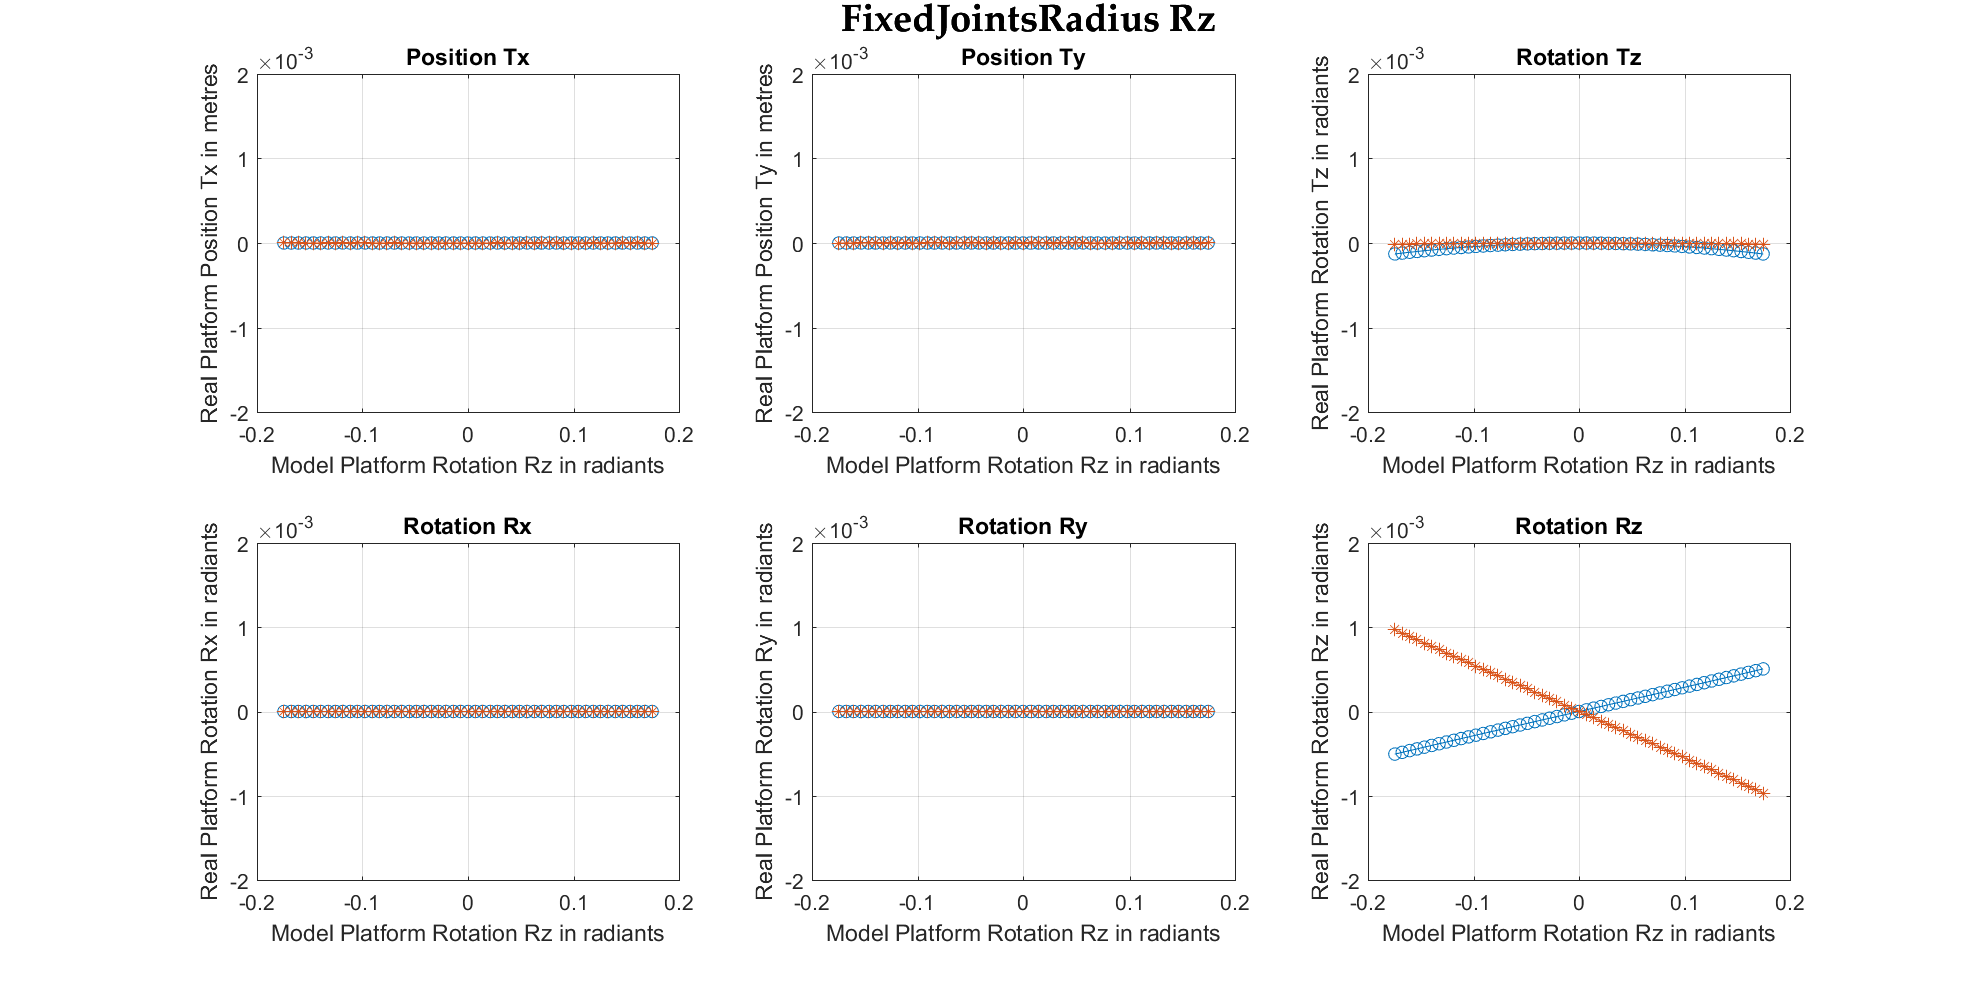 FixedJointsRadius Rz
Position Tx
Position Ty
Rotation Tz
×10-3
×10-3
×10-3
Real Platform Position Tx in metres
2
1
0
-1
-2
-0.2 -0.1 0 0.1 0.2
Model Platform Rotation Rz in radiants
Real Platform Position Ty in metres
2
1
0
-1
-2
-0.2 -0.1 0 0.1 0.2
Model Platform Rotation Rz in radiants
Real Platform Rotation Tz in radiants
2
1
0
-1
-2
-0.2 -0.1 0 0.1 0.2
Model Platform Rotation Rz in radiants
Rotation Rx
Rotation Ry
Rotation Rz
×10-3
×10-3
×10-3
Real Platform Rotation Rx in radiants
2
1
0
-1
-2
-0.2 -0.1 0 0.1 0.2
Model Platform Rotation Rz in radiants
Real Platform Rotation Ry in radiants
2
1
0
-1
-2
-0.2 -0.1 0 0.1 0.2
Model Platform Rotation Rz in radiants
Real Platform Rotation Rz in radiants
2
1
0
-1
-2
-0.2 -0.1 0 0.1 0.2
Model Platform Rotation Rz in radiants